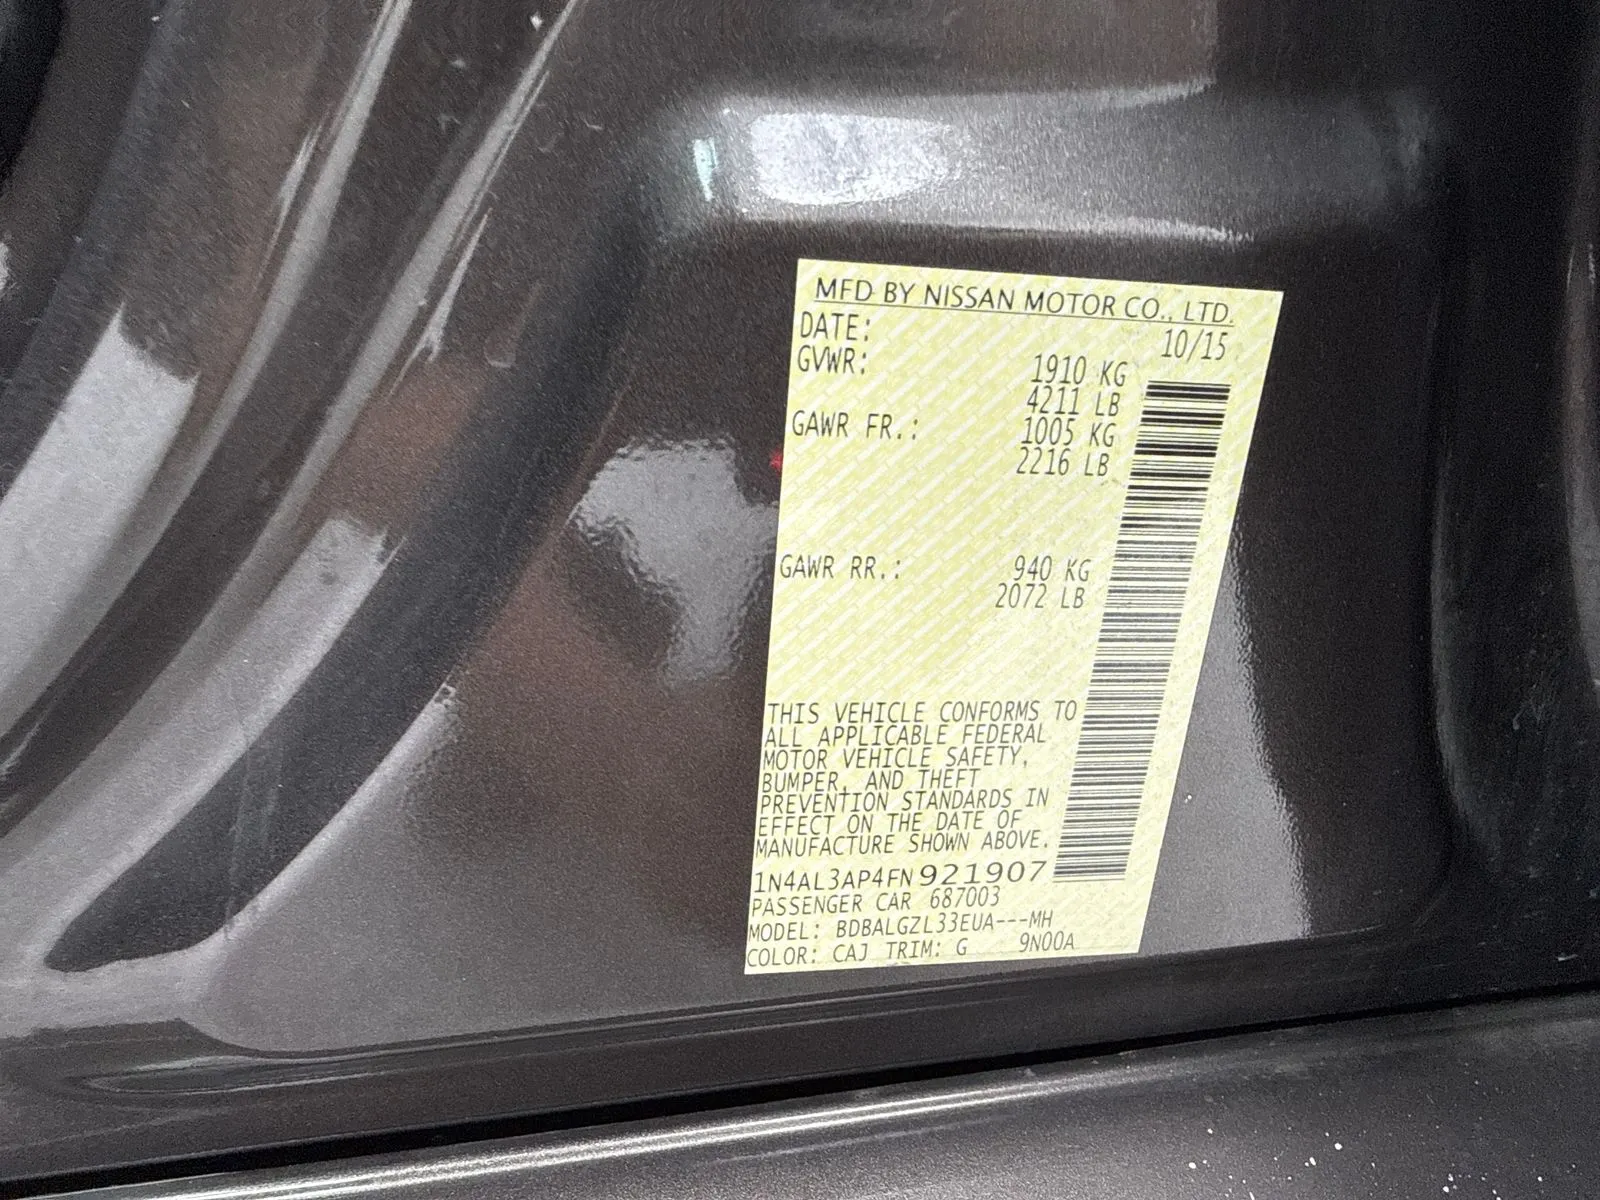 MFD BY NISSAN MOTOR CO., LTD.
DATE: 10/15
GVWR: 1910 KG
4211 LB
GAWR FR.: 1005 KG
2216 LB
GAWR RR.: 940 KG
2072 LB
THIS VEHICLE CONFORMS TO
ALL APPLICABLE FEDERAL
MOTOR VEHICLE SAFETY,
BUMPER, AND THEFT
PREVENTION STANDARDS IN
EFFECT ON THE DATE OF
MANUFACTURE SHOWN ABOVE.
1N4AL3AP4FN921907
PASSENGER CAR 687003
MODEL: BDBALGZL33EUA---MH
COLOR: CAJ TRIM: G 9N00A